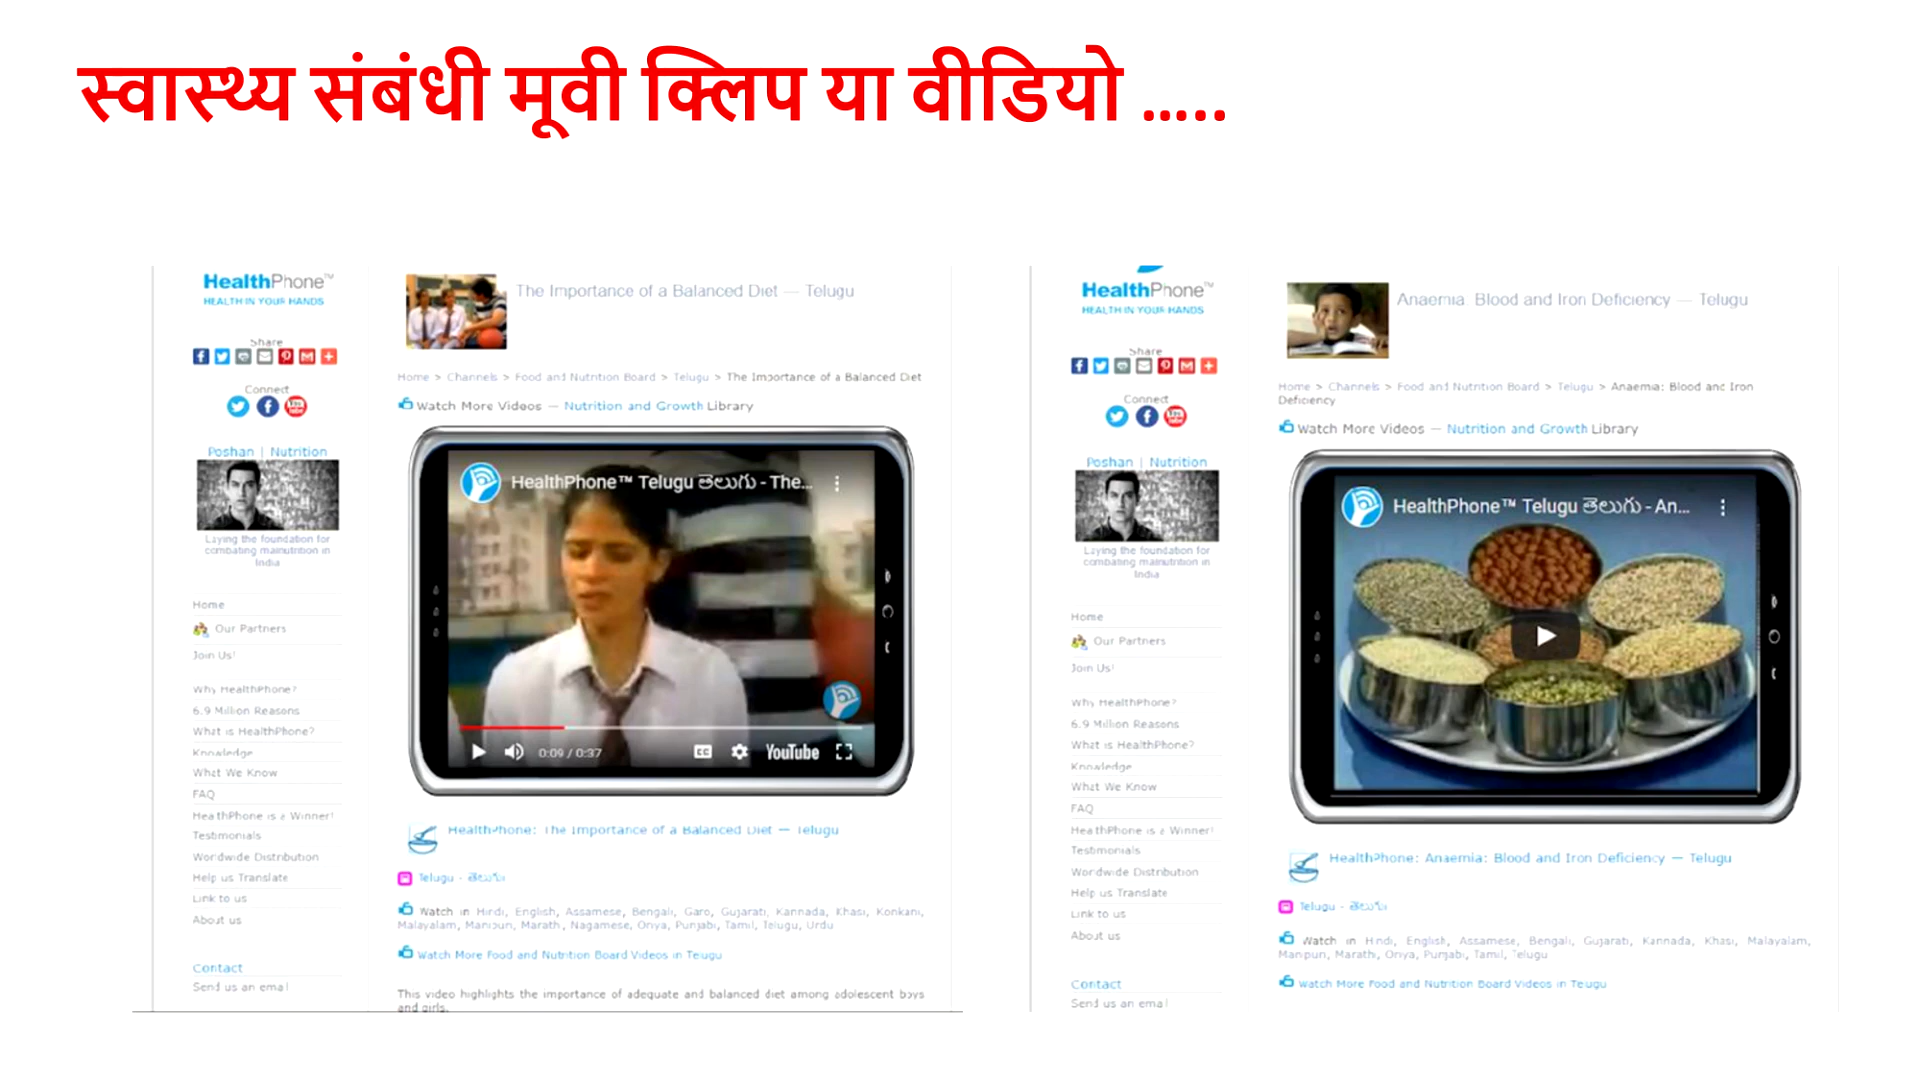 स्वास्थ्य संबंधी मूवी क्लिप या वीडियो .....
HealthPhone™
HEALTH IN YOUR HANDS
Share
Connect
Poshan | Nutrition
Laying the foundation for
combating malnutrition in
India
Home
Our Partners
Join Us!
Why HealthPhone?
6.9 Million Reasons
What is HealthPhone?
Knowledge
What We Know
FAQ
HealthPhone is a Winner!
Testimonials
Worldwide Distribution
Help us Translate
Link to us
About us
Contact
Send us an email
The Importance of a Balanced Diet — Telugu
Home > Channels > Food and Nutrition Board > Telugu > The Importance of a Balanced Diet
Watch More Videos — Nutrition and Growth Library
HealthPhone™ Telugu తెలుగు - The...
0:09 / 0:37
CC
YouTube
HealthPhone: The Importance of a Balanced Diet — Telugu
Telugu - తెలుగు
Watch in Hindi, English, Assamese, Bengali, Garo, Gujarati, Kannada, Khasi, Konkani,
Malayalam, Manipuri, Marathi, Nagamese, Oriya, Punjabi, Tamil, Telugu, Urdu
Watch More Food and Nutrition Board Videos in Telugu
This video highlights the importance of adequate and balanced diet among adolescent boys
and girls.
HealthPhone™
HEALTH IN YOUR HANDS
Share
Connect
Poshan | Nutrition
Laying the foundation for
combating malnutrition in
India
Home
Our Partners
Join Us!
Why HealthPhone?
6.9 Million Reasons
What is HealthPhone?
Knowledge
What We Know
FAQ
HealthPhone is a Winner!
Testimonials
Worldwide Distribution
Help us Translate
Link to us
About us
Contact
Send us an email
Anaemia: Blood and Iron Deficiency — Telugu
Home > Channels > Food and Nutrition Board > Telugu > Anaemia: Blood and Iron
Deficiency
Watch More Videos — Nutrition and Growth Library
HealthPhone™ Telugu తెలుగు - An...
HealthPhone: Anaemia: Blood and Iron Deficiency — Telugu
Telugu - తెలుగు
Watch in Hindi, English, Assamese, Bengali, Gujarati, Kannada, Khasi, Malayalam,
Manipuri, Marathi, Oriya, Punjabi, Tamil, Telugu
Watch More Food and Nutrition Board Videos in Telugu